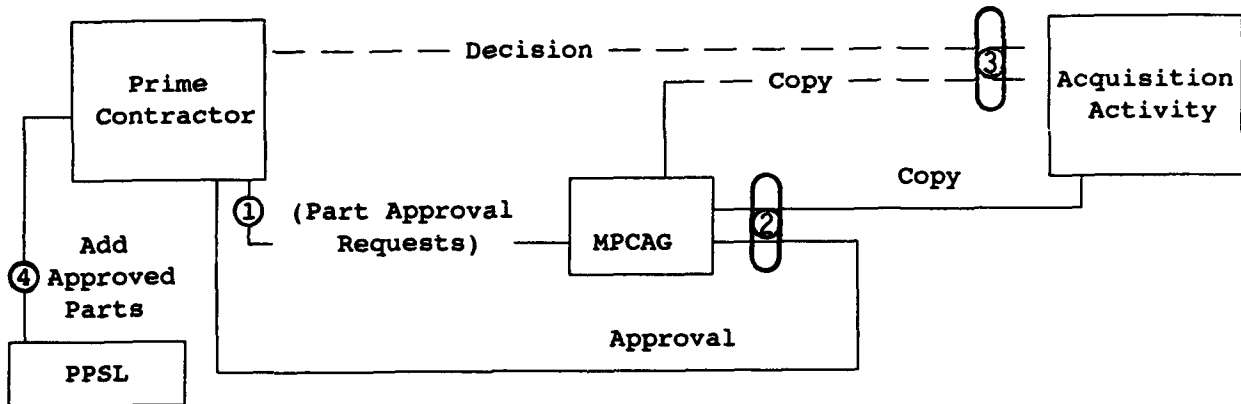 Decision
3
Prime
Contractor
Copy
Acquisition
Activity
Copy
1
(Part Approval
Requests)
MPCAG
2
4
Add
Approved
Parts
Approval
PPSL